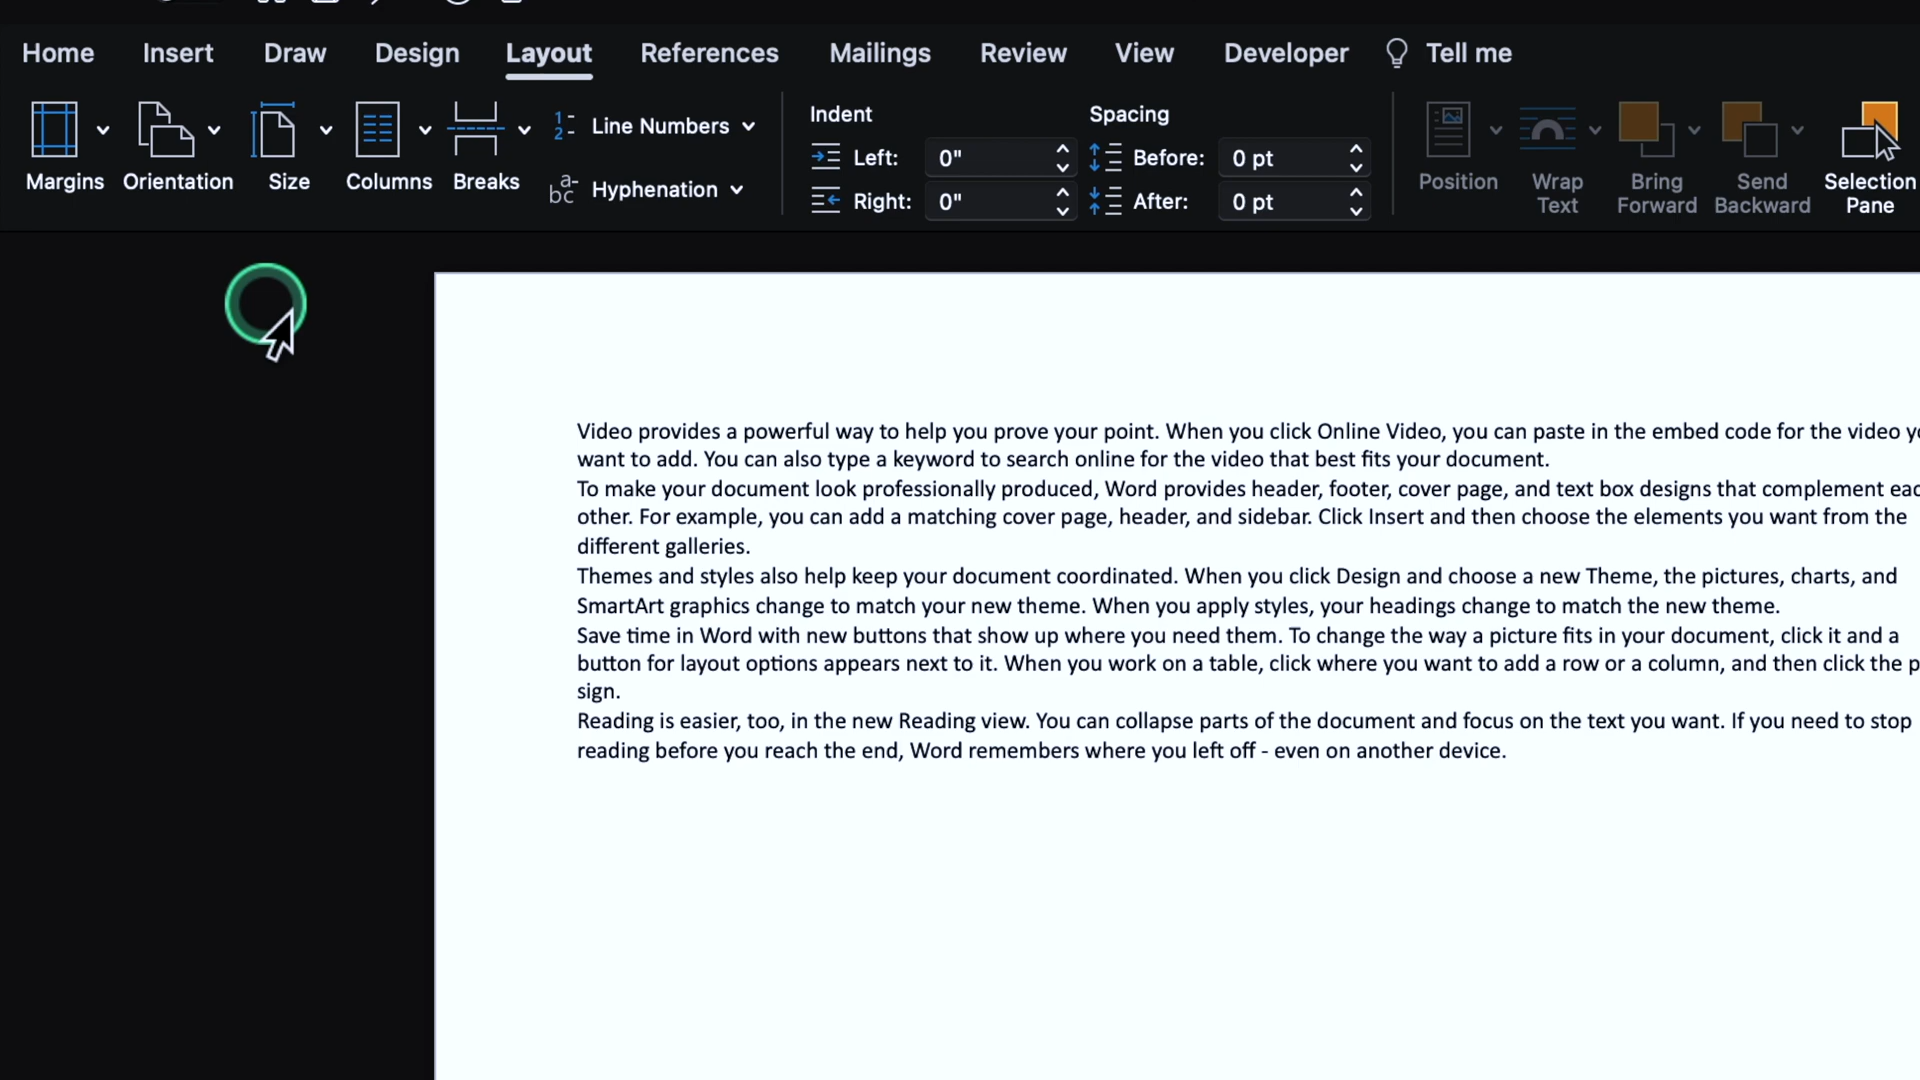 Home Insert Draw Design Layout References Mailings Review View Developer Tell me
Margins Orientation Size Columns Breaks
1
2
Line Numbers
a-
bc
Hyphenation
Indent
Left: 0"
Right: 0"
Spacing
Before: 0 pt
After: 0 pt
Position
Wrap
Text
Bring
Forward
Send
Backward
Selection
Pane
Video provides a powerful way to help you prove your point. When you click Online Video, you can paste in the embed code for the video
want to add. You can also type a keyword to search online for the video that best fits your document.
To make your document look professionally produced, Word provides header, footer, cover page, and text box designs that complement
other. For example, you can add a matching cover page, header, and sidebar. Click Insert and then choose the elements you want from the
different galleries.
Themes and styles also help keep your document coordinated. When you click Design and choose a new Theme, the pictures, charts, and
SmartArt graphics change to match your new theme. When you apply styles, your headings change to match the new theme.
Save time in Word with new buttons that show up where you need them. To change the way a picture fits in your document, click it and a
button for layout options appears next to it. When you work on a table, click where you want to add a row or a column, and then click the
sign.
Reading is easier, too, in the new Reading view. You can collapse parts of the document and focus on the text you want. If you need to stop
reading before you reach the end, Word remembers where you left off - even on another device.